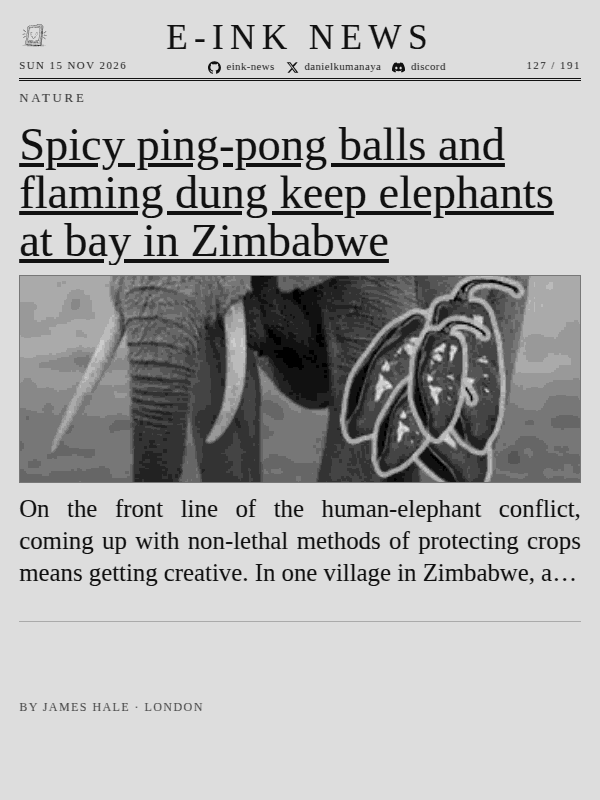 E-INK NEWS
SUN 15 NOV 2026
eink-news danielkumanaya discord
127 / 191
NATURE
Spicy ping-pong balls and
flaming dung keep elephants
at bay in Zimbabwe
On the front line of the human-elephant conflict,
coming up with non-lethal methods of protecting crops
means getting creative. In one village in Zimbabwe, a…
BY JAMES HALE · LONDON